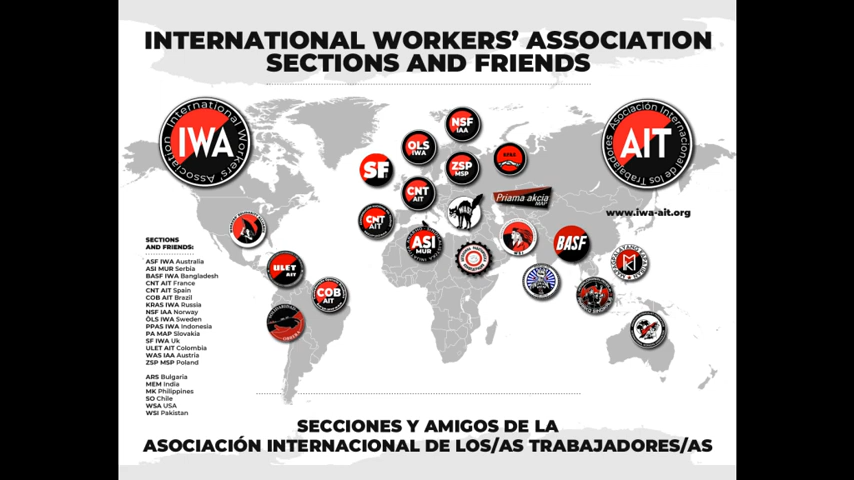 INTERNATIONAL WORKERS' ASSOCIATION
SECTIONS AND FRIENDS
International Workers Association
IWA
Asociación Internacional de los Trabajadores
AIT
www.iwa-ait.org
NSF
IAA
OLS
IWA
SF
ZSP
MSP
KRAS
CNT
AIT
Priama akcia
MAP
WAS!
CNT
AIT
ASI
MUR
WSI
BASF
ULET
AIT
COB
AIT
SECTIONS
AND FRIENDS:
ASF IWA Australia
ASI MUR Serbia
BASF IWA Bangladesh
CNT AIT France
CNT AIT Spain
COB AIT Brazil
KRAS IWA Russia
NSF IAA Norway
ÖLS IWA Sweden
PPAS IWA Indonesia
PA MAP Slovakia
SF IWA Uk
ULET AIT Colombia
WAS IAA Austria
ZSP MSP Poland
ARS Bulgaria
MEM India
MK Philippines
SO Chile
WSA USA
WSI Pakistan
SECCIONES Y AMIGOS DE LA
ASOCIACIÓN INTERNACIONAL DE LOS/AS TRABAJADORES/AS